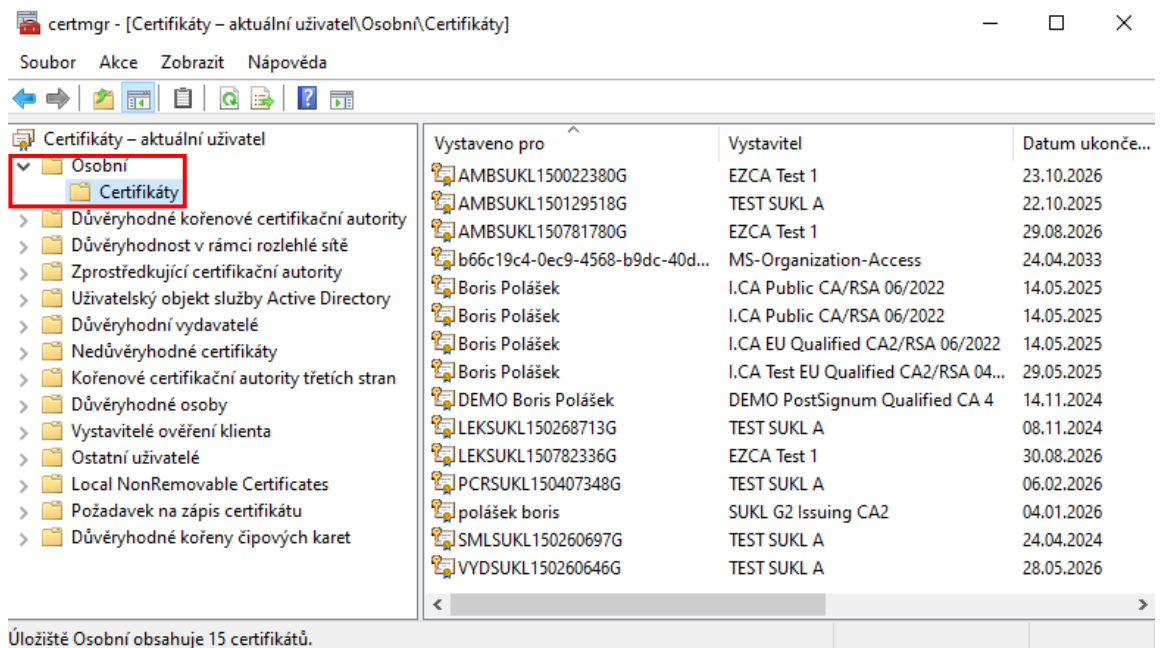 certmgr - [Certifikáty – aktuální uživatel\Osobní\Certifikáty]
Soubor Akce Zobrazit Nápověda
Certifikáty – aktuální uživatel
Osobní
Certifikáty
Důvěryhodné kořenové certifikační autority
Důvěryhodnost v rámci rozlehlé sítě
Zprostředkující certifikační autority
Uživatelský objekt služby Active Directory
Důvěryhodní vydavatelé
Nedůvěryhodné certifikáty
Kořenové certifikační autority třetích stran
Důvěryhodné osoby
Vystavitelé ověření klienta
Ostatní uživatelé
Local NonRemovable Certificates
Požadavek na zápis certifikátu
Důvěryhodné kořeny čipových karet
Vystaveno pro Vystavitel Datum ukonče...
AMBSUKL150022380G EZCA Test 1 23.10.2026
AMBSUKL150129518G TEST SUKL A 22.10.2025
AMBSUKL150781780G EZCA Test 1 29.08.2026
b66c19c4-0ec9-4568-b9dc-40d... MS-Organization-Access 24.04.2033
Boris Polášek I.CA Public CA/RSA 06/2022 14.05.2025
Boris Polášek I.CA Public CA/RSA 06/2022 14.05.2025
Boris Polášek I.CA EU Qualified CA2/RSA 06/2022 14.05.2025
Boris Polášek I.CA Test EU Qualified CA2/RSA 04... 29.05.2025
DEMO Boris Polášek DEMO PostSignum Qualified CA 4 14.11.2024
LEKSUKL150268713G TEST SUKL A 08.11.2024
LEKSUKL150782336G EZCA Test 1 30.08.2026
PCRSUKL150407348G TEST SUKL A 06.02.2026
polášek boris SUKL G2 Issuing CA2 04.01.2026
SMLSUKL150260697G TEST SUKL A 24.04.2024
VYDSUKL150260646G TEST SUKL A 28.05.2026
Úložiště Osobní obsahuje 15 certifikátů.